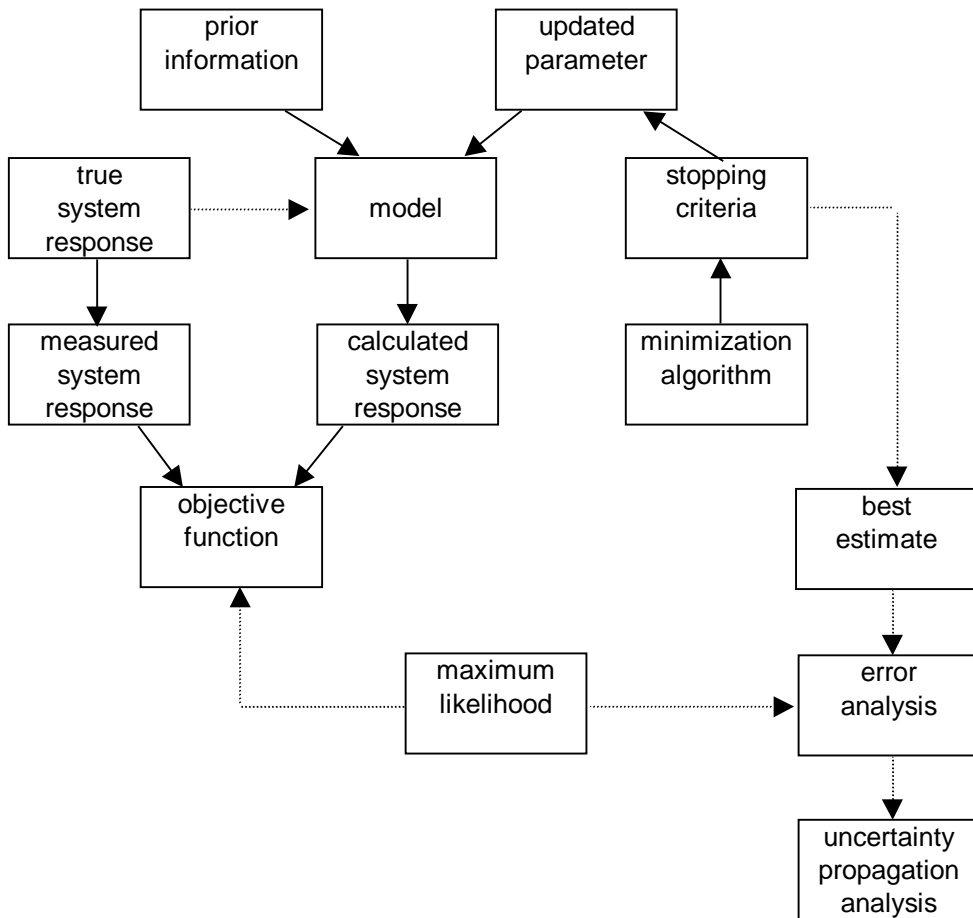 prior
information
updated
parameter
true
system
response
model
stopping
criteria
measured
system
response
calculated
system
response
minimization
algorithm
objective
function
best
estimate
maximum
likelihood
error
analysis
uncertainty
propagation
analysis